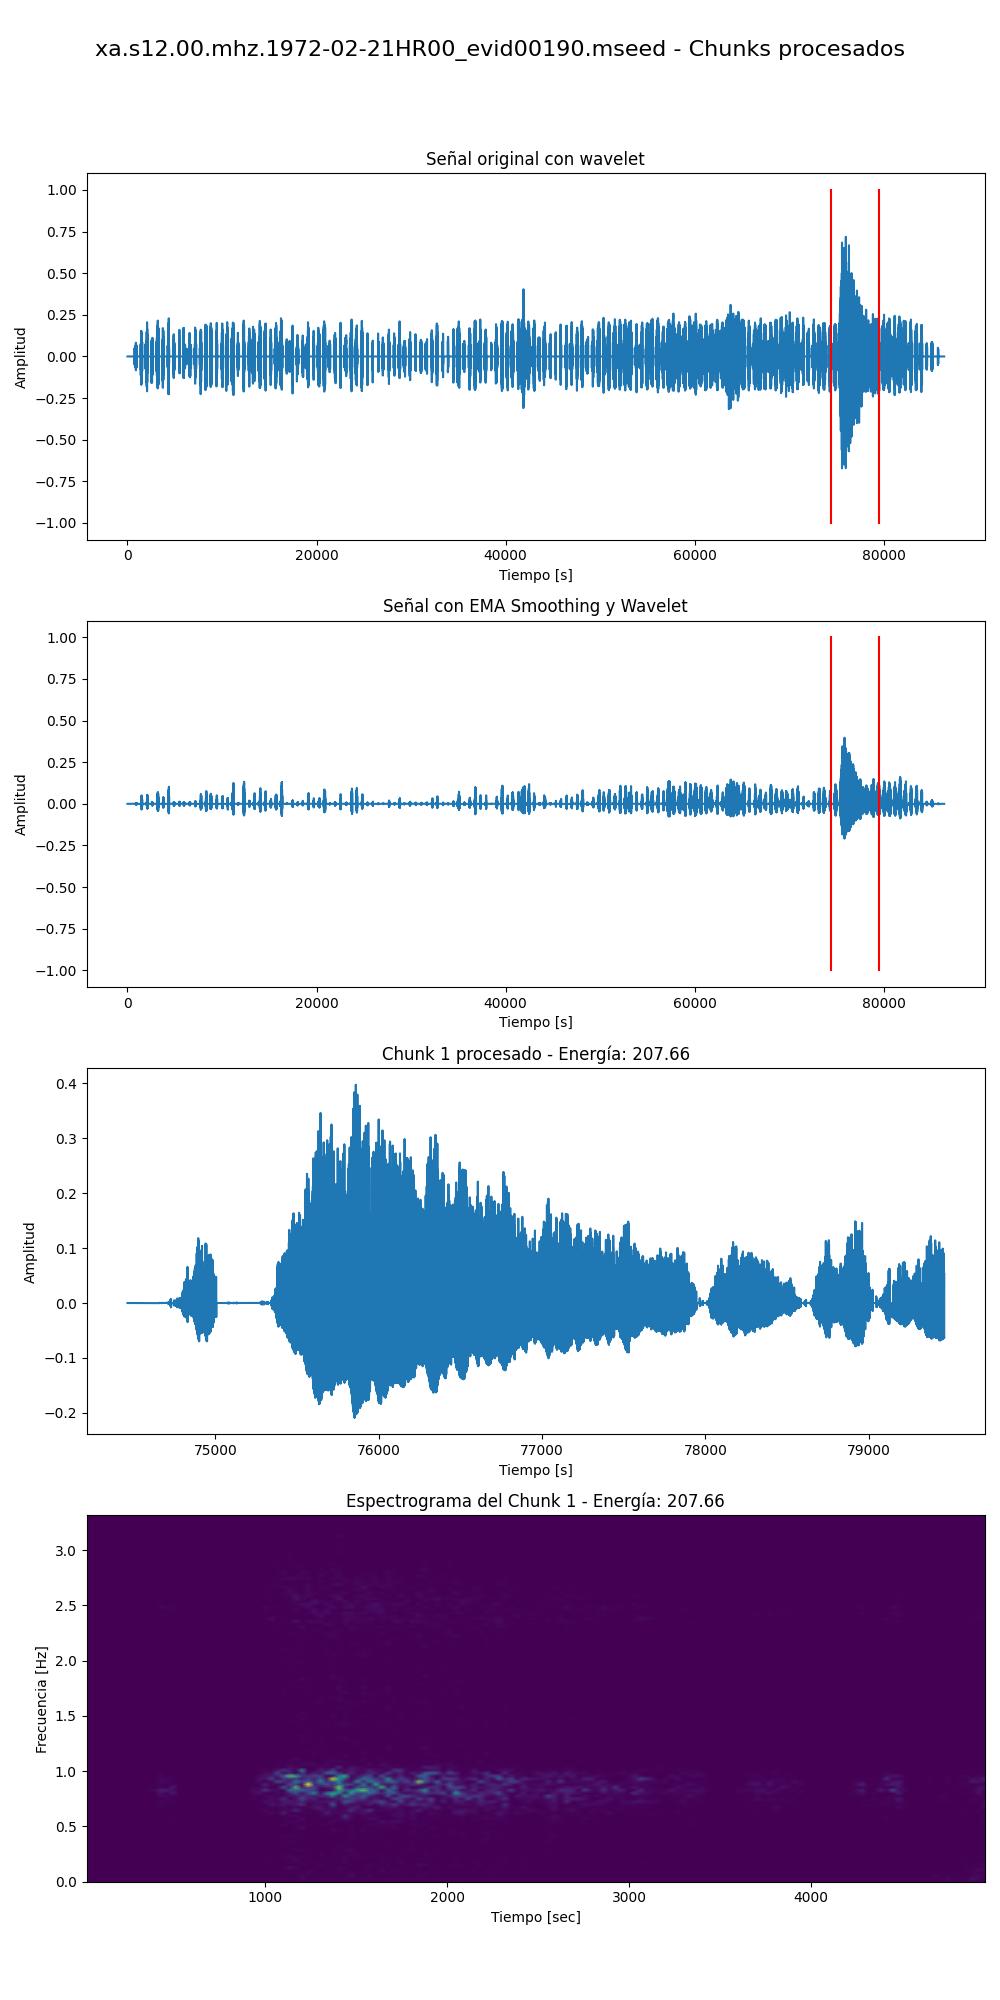 xa.s12.00.mhz.1972-02-21HR00_evid00190.mseed - Chunks procesados
Señal original con wavelet
1.00
0.75
0.50
0.25
0.00
−0.25
−0.50
−0.75
−1.00
Amplitud
0 20000 40000 60000 80000
Tiempo [s]
Señal con EMA Smoothing y Wavelet
1.00
0.75
0.50
0.25
0.00
−0.25
−0.50
−0.75
−1.00
Amplitud
0 20000 40000 60000 80000
Tiempo [s]
Chunk 1 procesado - Energía: 207.66
0.4
0.3
0.2
0.1
0.0
−0.1
−0.2
Amplitud
75000 76000 77000 78000 79000
Tiempo [s]
Espectrograma del Chunk 1 - Energía: 207.66
3.0
2.5
2.0
1.5
1.0
0.5
0.0
Frecuencia [Hz]
1000 2000 3000 4000
Tiempo [sec]